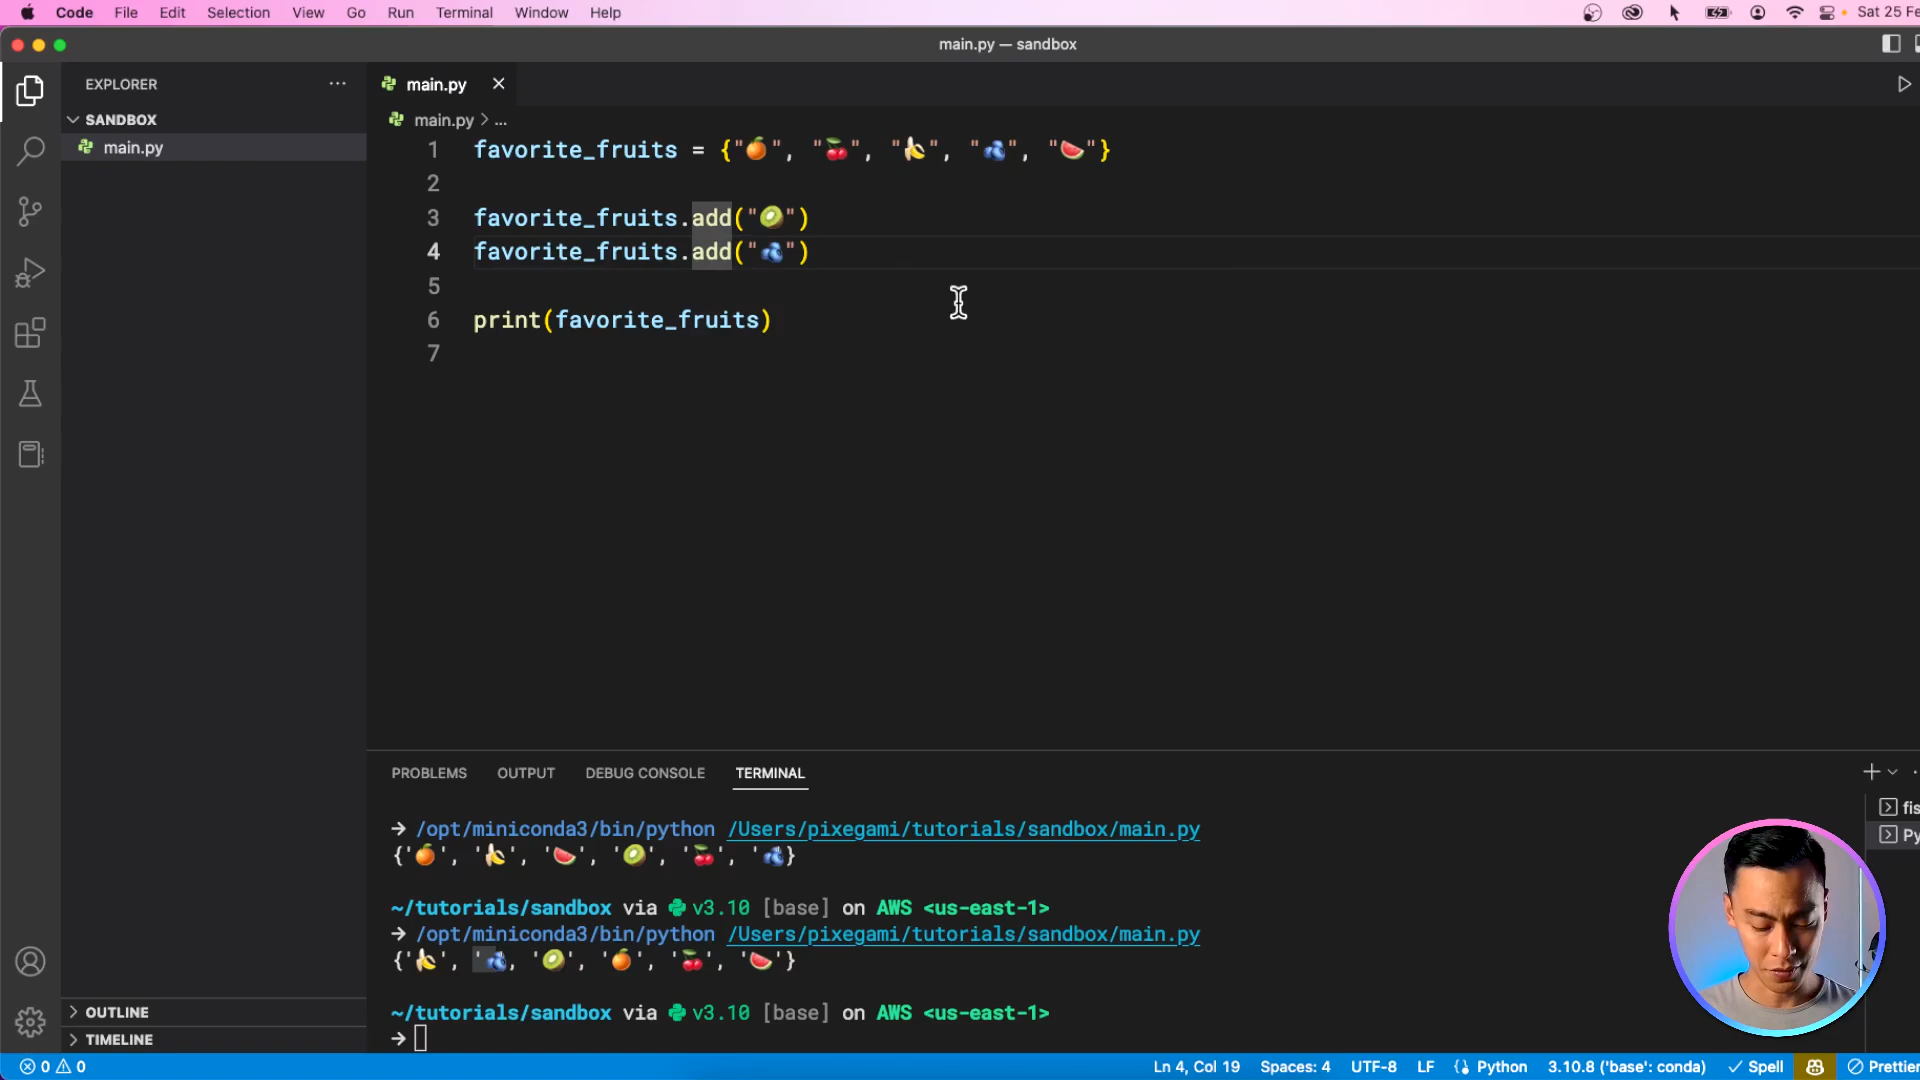 Code File Edit Selection View Go Run Terminal Window Help Sat 25 Fe
main.py — sandbox
EXPLORER
SANDBOX
main.py
OUTLINE
TIMELINE
main.py
main.py > ...
1 favorite_fruits = {"🍊", "🍒", "🍌", "🫐", "🍉"}
2
3 favorite_fruits.add("🥝")
4 favorite_fruits.add("🫐")
5
6 print(favorite_fruits)
7
PROBLEMS OUTPUT DEBUG CONSOLE TERMINAL
→ /opt/miniconda3/bin/python /Users/pixegami/tutorials/sandbox/main.py
{'🍊', '🍌', '🍉', '🥝', '🍒', '🫐'}
~/tutorials/sandbox via v3.10 [base] on AWS <us-east-1>
→ /opt/miniconda3/bin/python /Users/pixegami/tutorials/sandbox/main.py
{'🍌', '🫐, '🥝', '🍊', '🍒', '🍉'}
~/tutorials/sandbox via v3.10 [base] on AWS <us-east-1>
→
fis
Py
0 0 Ln 4, Col 19 Spaces: 4 UTF-8 LF Python 3.10.8 ('base': conda) Spell Prettier